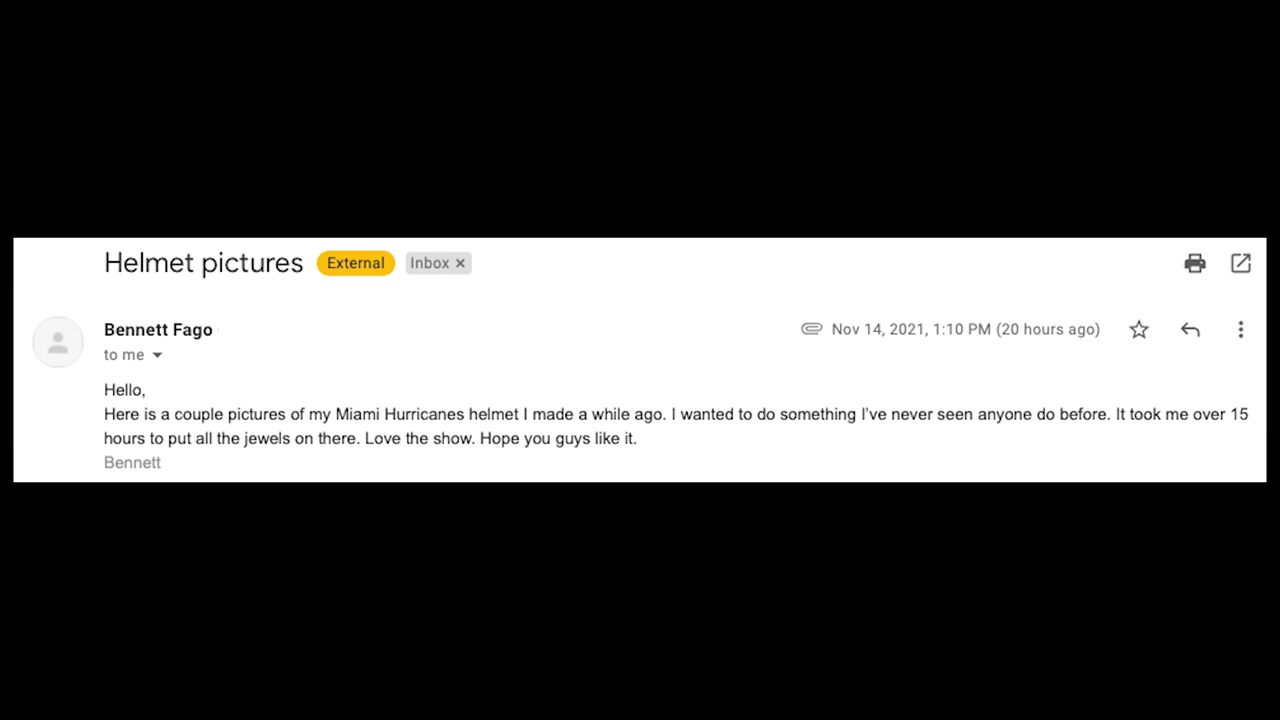 Helmet pictures External Inbox ×
Bennett Fago Nov 14, 2021, 1:10 PM (20 hours ago)
to me
Hello,
Here is a couple pictures of my Miami Hurricanes helmet I made a while ago. I wanted to do something I've never seen anyone do before. It took me over 15
hours to put all the jewels on there. Love the show. Hope you guys like it.
Bennett